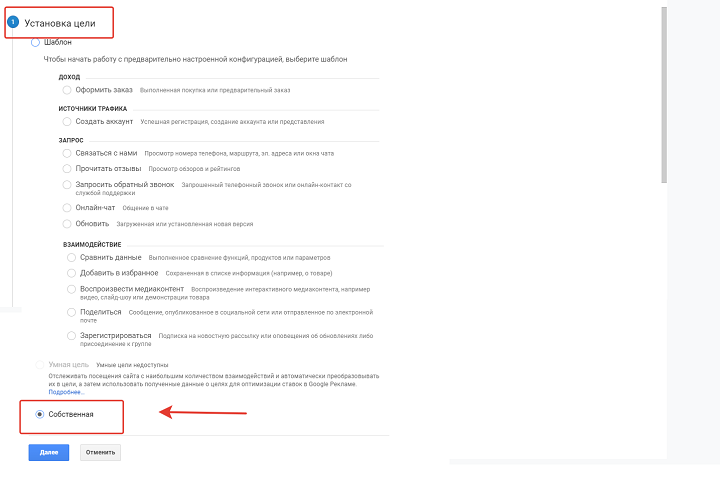 1 Установка цели
Шаблон
Чтобы начать работу с предварительно настроенной конфигурацией, выберите шаблон
ДОХОД
Оформить заказ Выполненная покупка или предварительный заказ
ИСТОЧНИКИ ТРАФИКА
Создать аккаунт Успешная регистрация, создание аккаунта или представления
ЗАПРОС
Связаться с нами Просмотр номера телефона, маршрута, эл. адреса или окна чата
Прочитать отзывы Просмотр обзоров и рейтингов
Запросить обратный звонок Запрошенный телефонный звонок или онлайн-контакт со
службой поддержки
Онлайн-чат Общение в чате
Обновить Загруженная или установленная новая версия
ВЗАИМОДЕЙСТВИЕ
Сравнить данные Выполненное сравнение функций, продуктов или параметров
Добавить в избранное Сохраненная в списке информация (например, о товаре)
Воспроизвести медиаконтент Воспроизведение интерактивного медиаконтента, например
видео, слайд-шоу или демонстрации товара
Поделиться Сообщение, опубликованное в социальной сети или отправленное по электронной
почте
Зарегистрироваться Подписка на новостную рассылку или оповещения об обновлениях либо
присоединение к группе
Умная цель Умные цели недоступны
Отслеживать посещения сайта с наибольшим количеством взаимодействий и автоматически преобразовывать
их в цели, а затем использовать полученные данные о целях для оптимизации ставок в Google Рекламе.
Подробнее…
Собственная
Далее Отменить